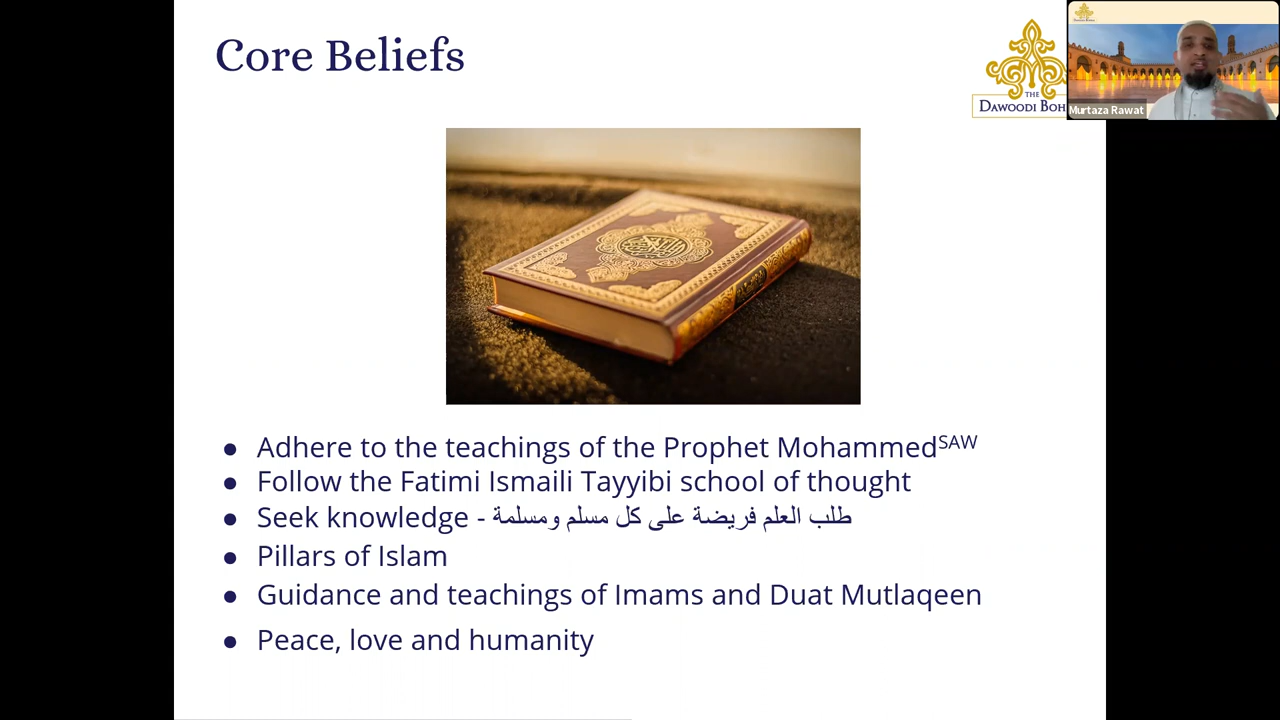 Core Beliefs
THE
DAWOODI BOH
Murtaza Rawat
● Adhere to the teachings of the Prophet MohammedSAW
● Follow the Fatimi Ismaili Tayyibi school of thought
● Seek knowledge - طلب العلم فريضة على كل مسلم ومسلمة
● Pillars of Islam
● Guidance and teachings of Imams and Duat Mutlaqeen
● Peace, love and humanity